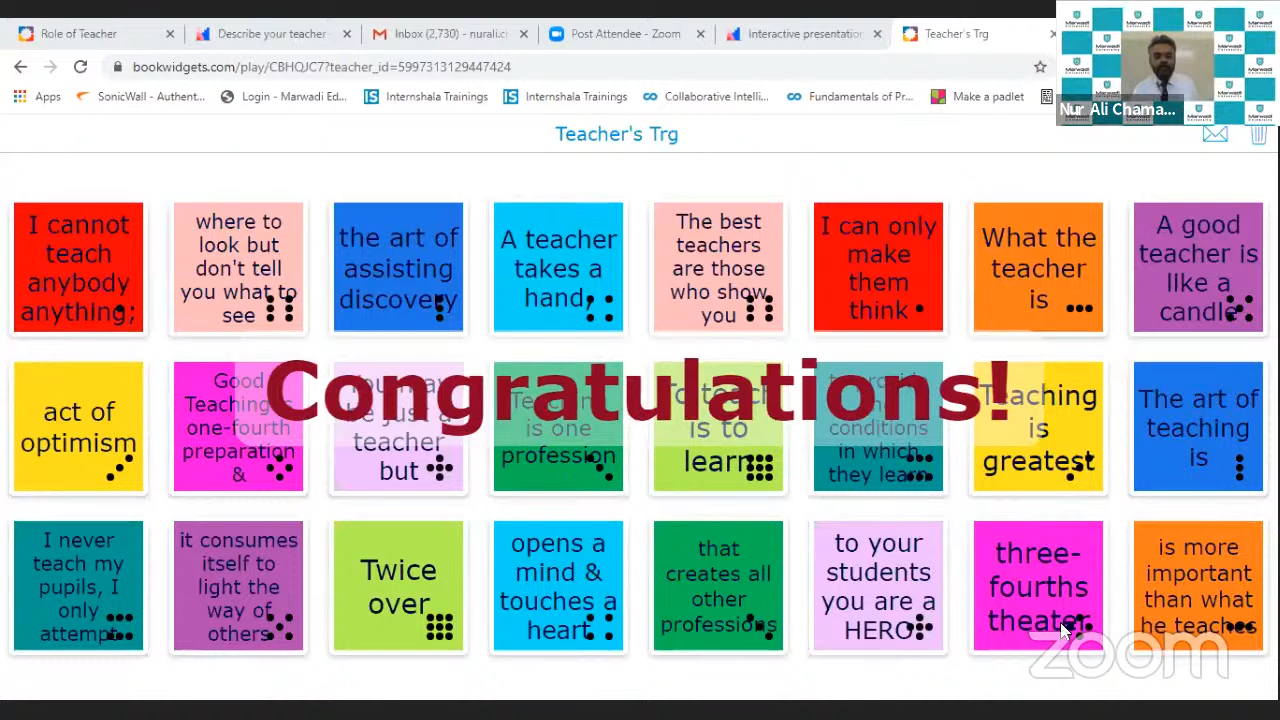 Role of Teacher
Describe your teacher
Inbox (2,730) - nuraliz
Post Attendee - Zoom
Interactive presentation
Teacher's Trg
bookwidgets.com/play/CBHQJC7?teacher_id=5997313107447424
Apps
SonicWall - Authent...
Login - Marwadi Ed...
Internshala Trainings
Internshala Trainings
Collaborative Intelli...
Fundamentals of Pr...
Make a padlet
Marwadi
University
Nur Ali Chama...
Teacher's Trg
I cannot
teach
anybody
anything;
where to
look but
don't tell
you what to
see
the art of
assisting
discovery
A teacher
takes a
hand,
The best
teachers
are those
who show
you
I can only
make
them
think
What the
teacher
is
A good
teacher is
like a
candle
Congratulations!
act of
optimism
Good
Teaching is
one-fourth
preparation
&
teacher
but
is one
profession
To teach
is to
learn
conditions
in which
they learn
Teaching
is
greatest
The art of
teaching
is
I never
teach my
pupils, I
only
attempt
it consumes
itself to
light the
way of
others
Twice
over
opens a
mind &
touches a
heart
that
creates all
other
professions
to your
students
you are a
HERO
three-
fourths
theater
is more
important
than what
he teaches
zoom